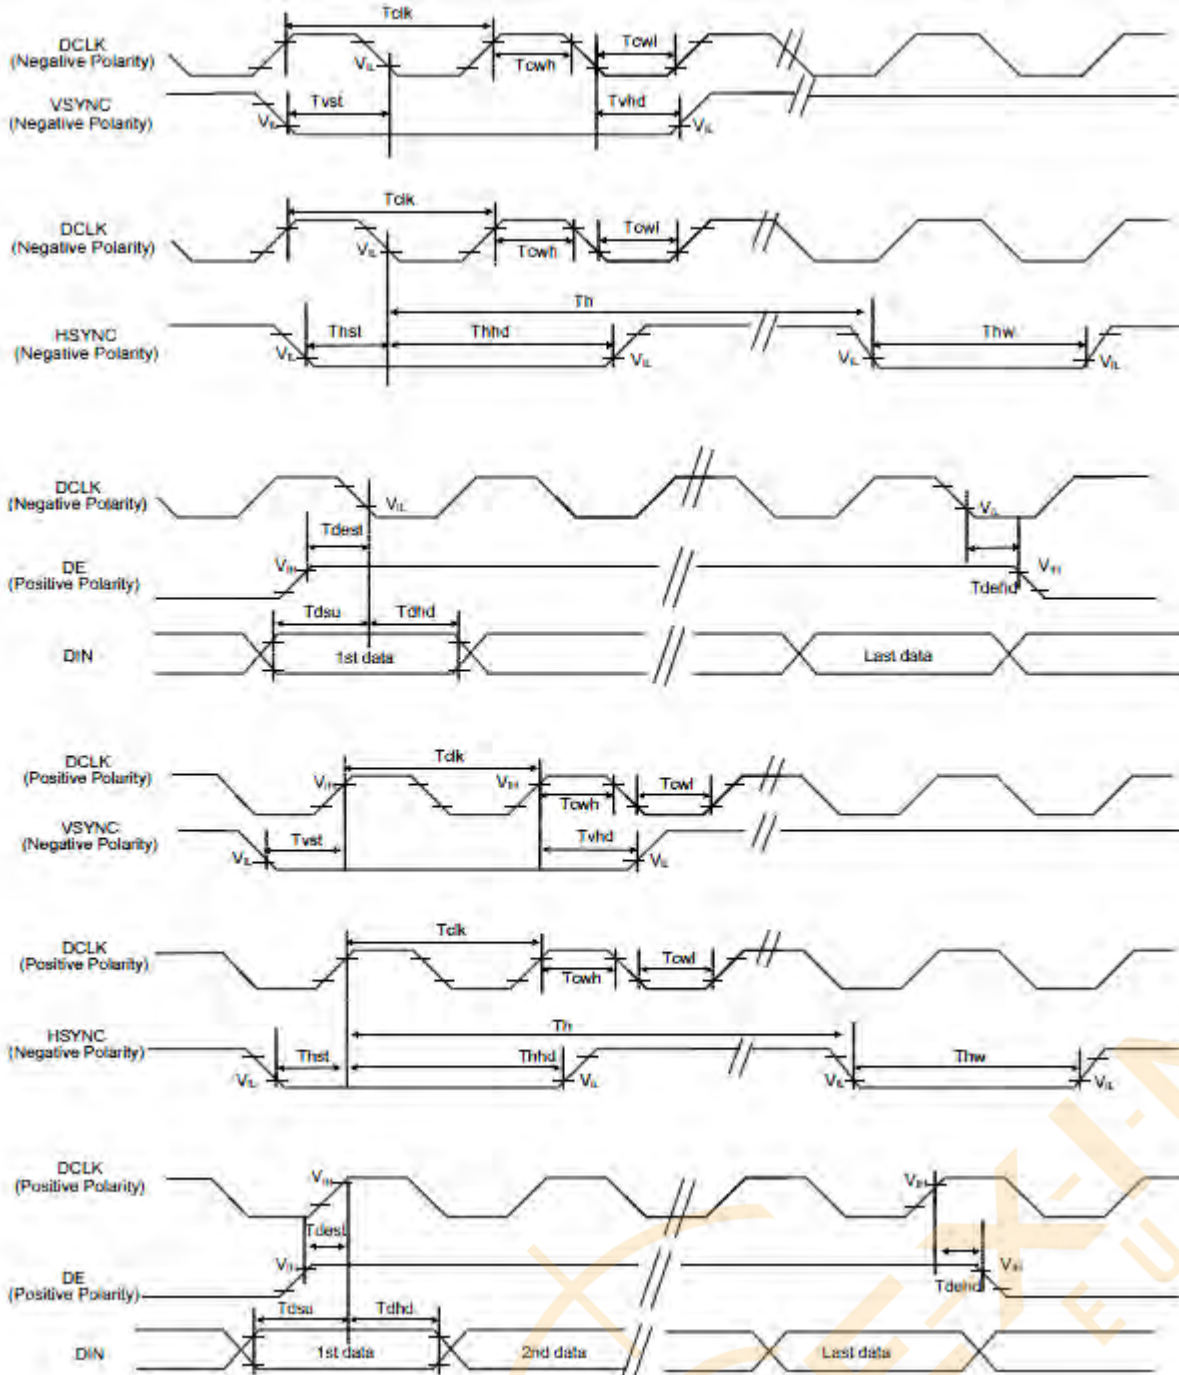 Tclk
DCLK
(Negative Polarity)
VIL
Tcwh
Tcwl
VSYNC
(Negative Polarity)
VIL
Tvst
Tvhd
VIL
Tclk
DCLK
(Negative Polarity)
VIL
Tcwh
Tcwl
Th
HSYNC
(Negative Polarity)
VIL
Thst
Thhd
VIL
VIL
Thw
VIL
DCLK
(Negative Polarity)
VIL
VIL
Tdest
DE
(Positive Polarity)
VIH
VIH
Tdehd
Tdsu
Tdhd
DIN
1st data
Last data
Tclk
DCLK
(Positive Polarity)
VIH
VIH
Tcwh
Tcwl
VSYNC
(Negative Polarity)
VIL
Tvst
Tvhd
VIL
Tclk
DCLK
(Positive Polarity)
Tcwh
Tcwl
Th
HSYNC
(Negative Polarity)
VIL
Thst
Thhd
VIL
VIL
Thw
VIL
DCLK
(Positive Polarity)
VIH
VIH
Tdest
DE
(Positive Polarity)
VIH
VIH
Tdehd
Tdsu
Tdhd
DIN
1st data
2nd data
Last data